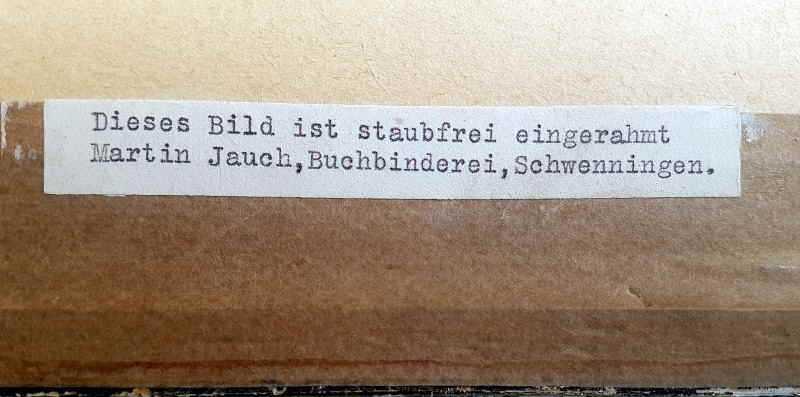 Dieses Bild ist staubfrei eingerahmt
Martin Jauch,Buchbinderei,Schwenningen.